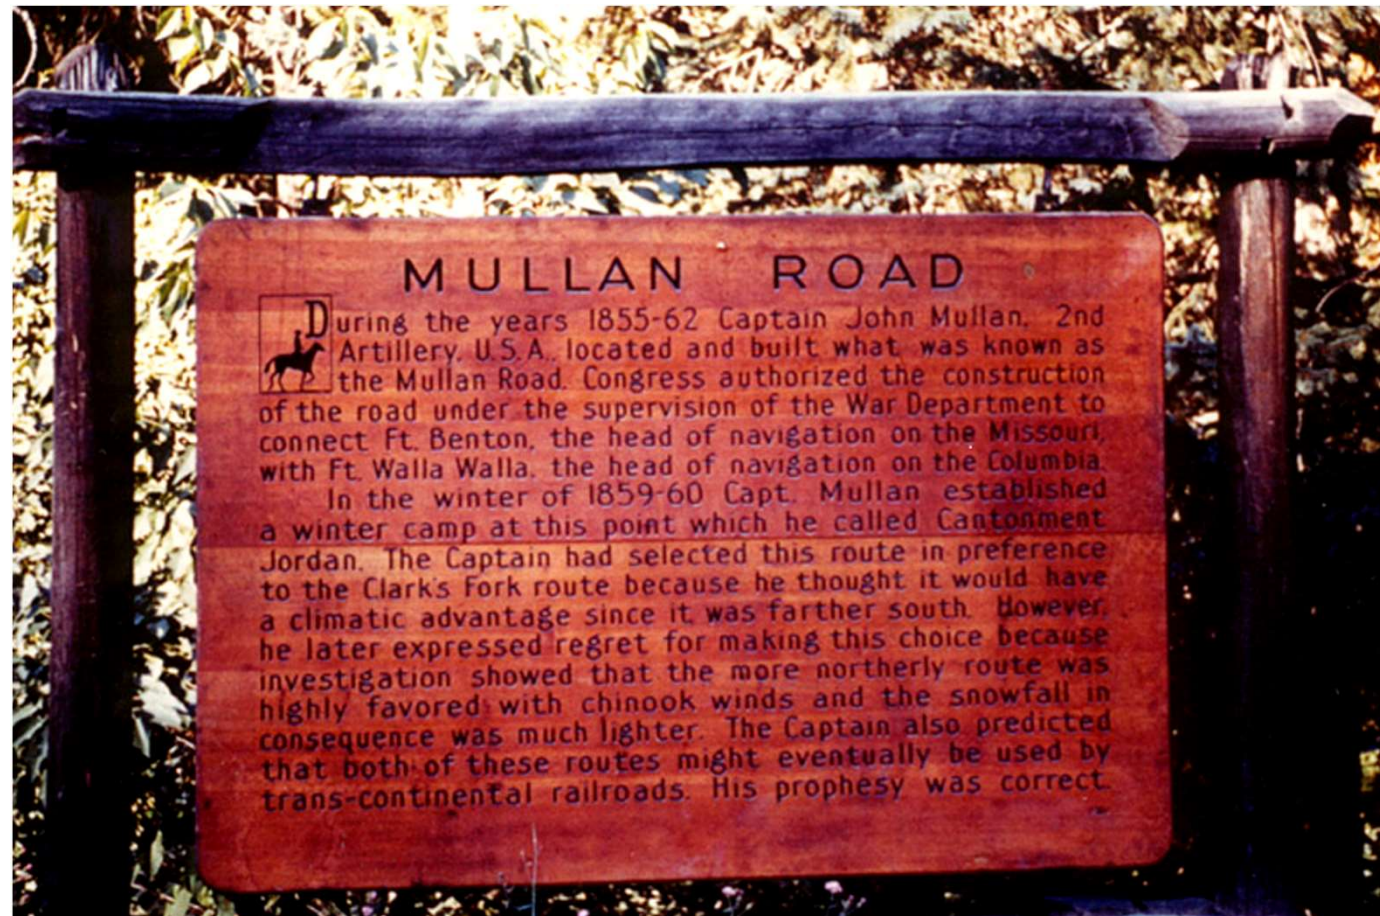 MULLAN ROAD
During the years 1855-62 Captain John Mullan, 2nd
Artillery, U.S.A., located and built what was known as
the Mullan Road. Congress authorized the construction
of the road under the supervision of the War Department to
connect Ft. Benton, the head of navigation on the Missouri,
with Ft. Walla Walla, the head of navigation on the Columbia.
In the winter of 1859-60 Capt. Mullan established
a winter camp at this point which he called Cantonment
Jordan. The Captain had selected this route in preference
to the Clark's Fork route because he thought it would have
a climatic advantage since it was farther south. However,
he later expressed regret for making this choice because
investigation showed that the more northerly route was
highly favored with chinook winds and the snowfall in
consequence was much lighter. The Captain also predicted
that both of these routes might eventually be used by
trans-continental railroads. His prophesy was correct.